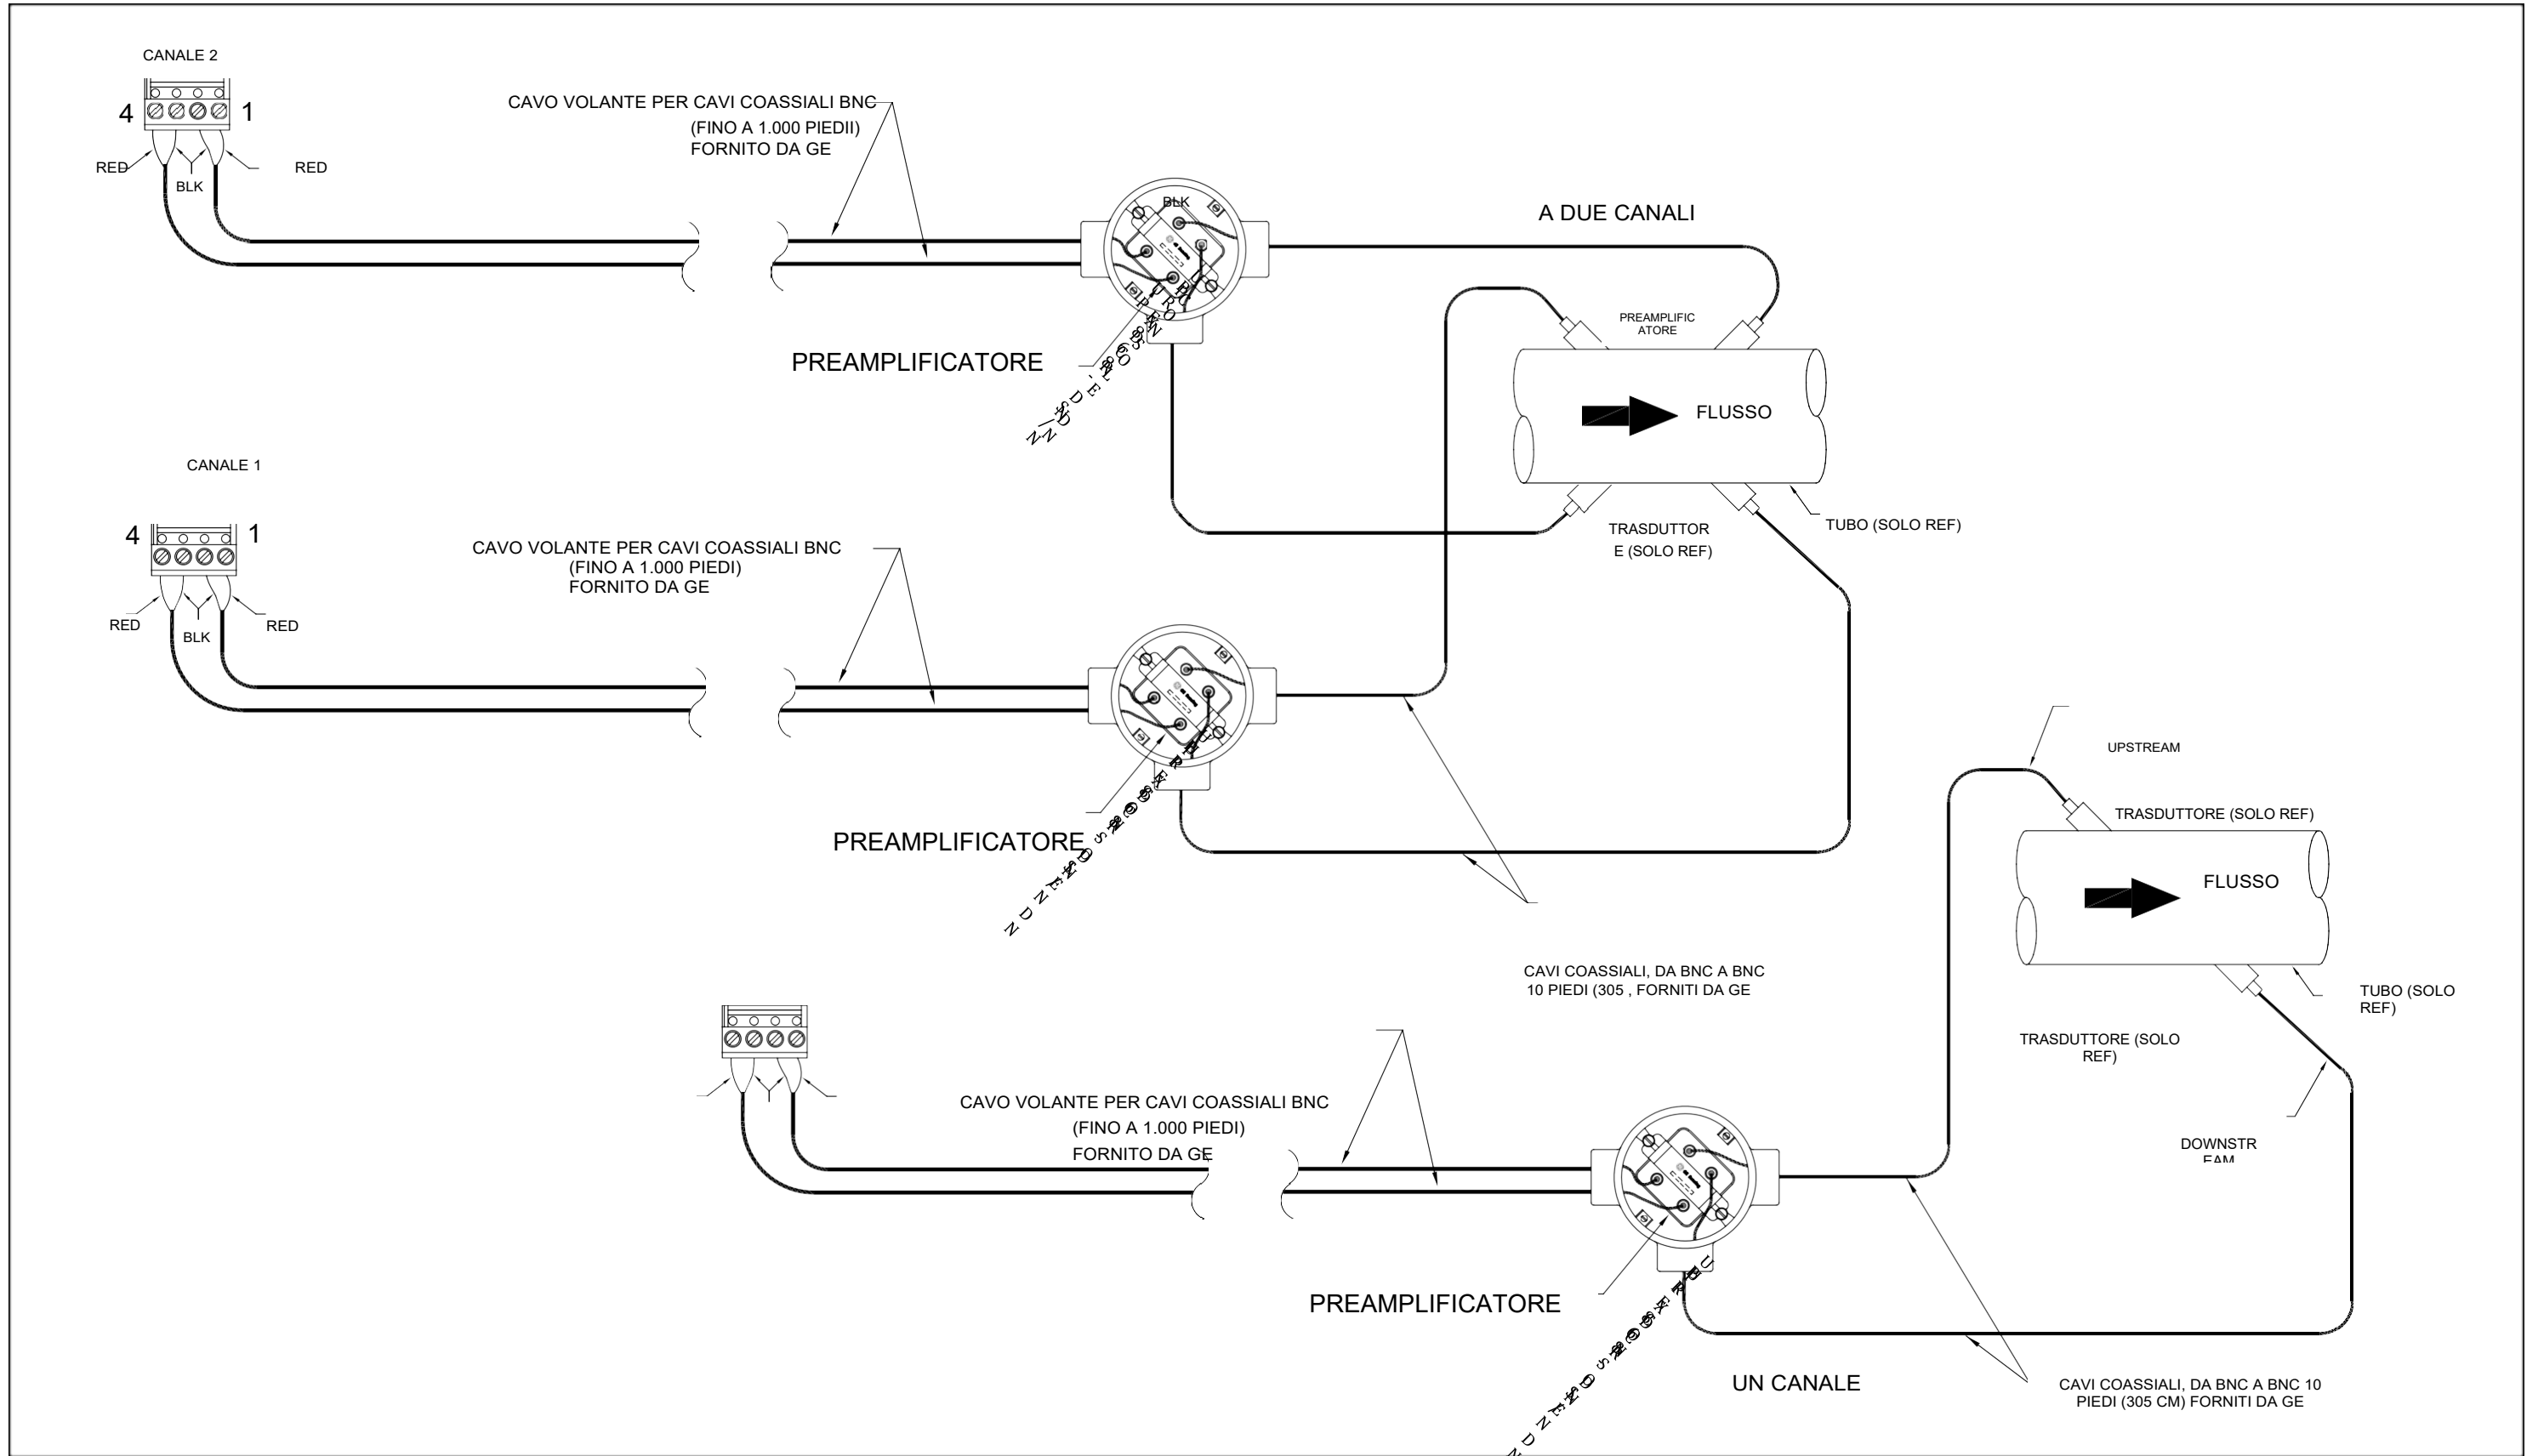 CANALE 2
4
1
RED
BLK
RED
CAVO VOLANTE PER CAVI COASSIALI BNC
(FINO A 1.000 PIEDII)
FORNITO DA GE
BLK
A DUE CANALI
PREAMPLIFICATORE
PREAMPLIFIC
ATORE
FLUSSO
TRASDUTTOR
E (SOLO REF)
TUBO (SOLO REF)
CANALE 1
4
1
RED
BLK
RED
CAVO VOLANTE PER CAVI COASSIALI BNC
(FINO A 1.000 PIEDI)
FORNITO DA GE
PREAMPLIFICATORE
CAVI COASSIALI, DA BNC A BNC
10 PIEDI (305 , FORNITI DA GE
UPSTREAM
TRASDUTTORE (SOLO REF)
FLUSSO
TUBO (SOLO
REF)
TRASDUTTORE (SOLO
REF)
DOWNSTR
EAM
CAVO VOLANTE PER CAVI COASSIALI BNC
(FINO A 1.000 PIEDI)
FORNITO DA GE
PREAMPLIFICATORE
UN CANALE
CAVI COASSIALI, DA BNC A BNC 10
PIEDI (305 CM) FORNITI DA GE